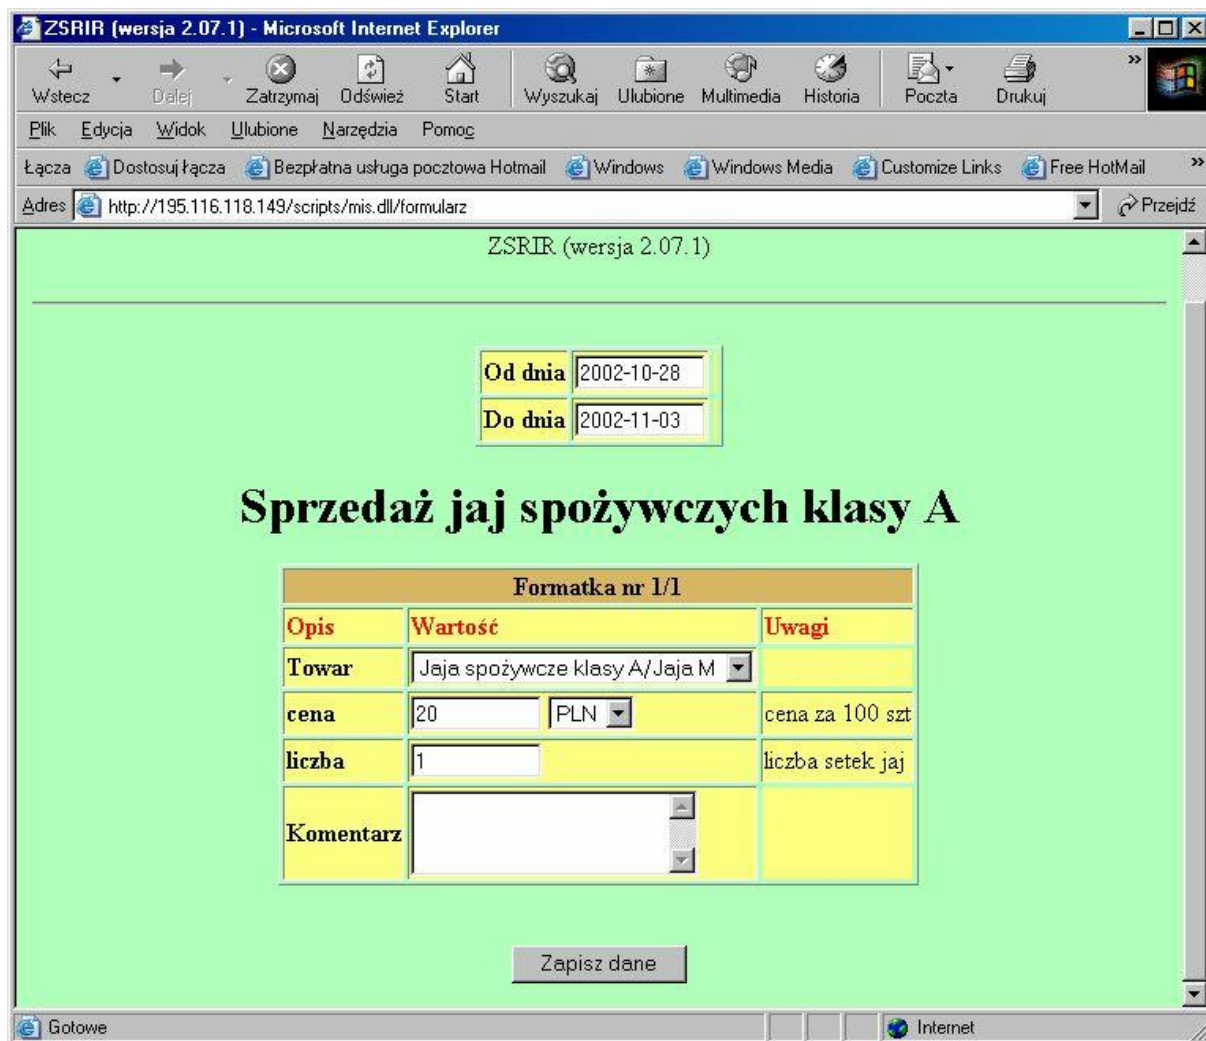 ZSRIR (wersja 2.07.1) - Microsoft Internet Explorer
Wstecz Dalej Zatrzymaj Odśwież Start Wyszukaj Ulubione Multimedia Historia Poczta Drukuj »
Plik Edycja Widok Ulubione Narzędzia Pomoc
Łącza Dostosuj łącza Bezpłatna usługa pocztowa Hotmail Windows Windows Media Customize Links Free HotMail »
Adres http://195.116.118.149/scripts/mis.dll/formularz Przejdź
ZSRIR (wersja 2.07.1)
Od dnia 2002-10-28
Do dnia 2002-11-03
Sprzedaż jaj spożywczych klasy A
Formatka nr 1/1
Opis Wartość Uwagi
Towar Jaja spożywcze klasy A/Jaja M
cena 20 PLN cena za 100 szt
liczba 1 liczba setek jaj
Komentarz
Zapisz dane
Gotowe Internet